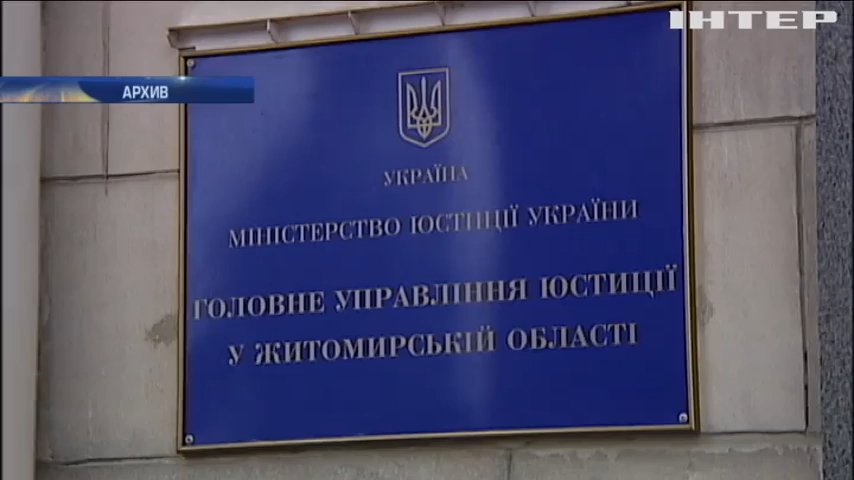 ІНТЕР
АРХИВ
УКРАЇНА
МІНІСТЕРСТВО ЮСТИЦІЇ УКРАЇНИ
ГОЛОВНЕ УПРАВЛІННЯ ЮСТИЦІЇ
У ЖИТОМИРСЬКІЙ ОБЛАСТІ